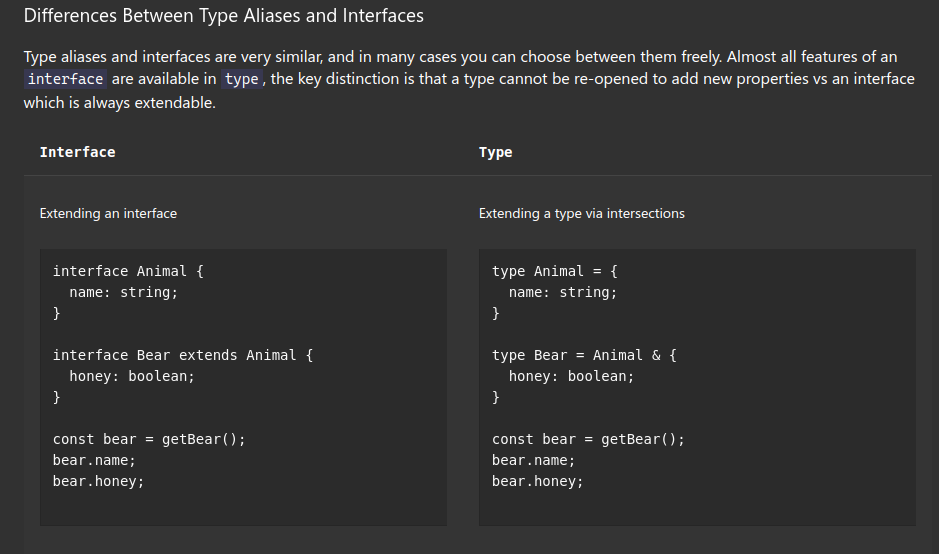 Differences Between Type Aliases and Interfaces
Type aliases and interfaces are very similar, and in many cases you can choose between them freely. Almost all features of an
interface are available in type, the key distinction is that a type cannot be re-opened to add new properties vs an interface
which is always extendable.
Interface
Type
Extending an interface
Extending a type via intersections
interface Animal {
  name: string;
}

interface Bear extends Animal {
  honey: boolean;
}

const bear = getBear();
bear.name;
bear.honey;
type Animal = {
  name: string;
}

type Bear = Animal & {
  honey: boolean;
}

const bear = getBear();
bear.name;
bear.honey;